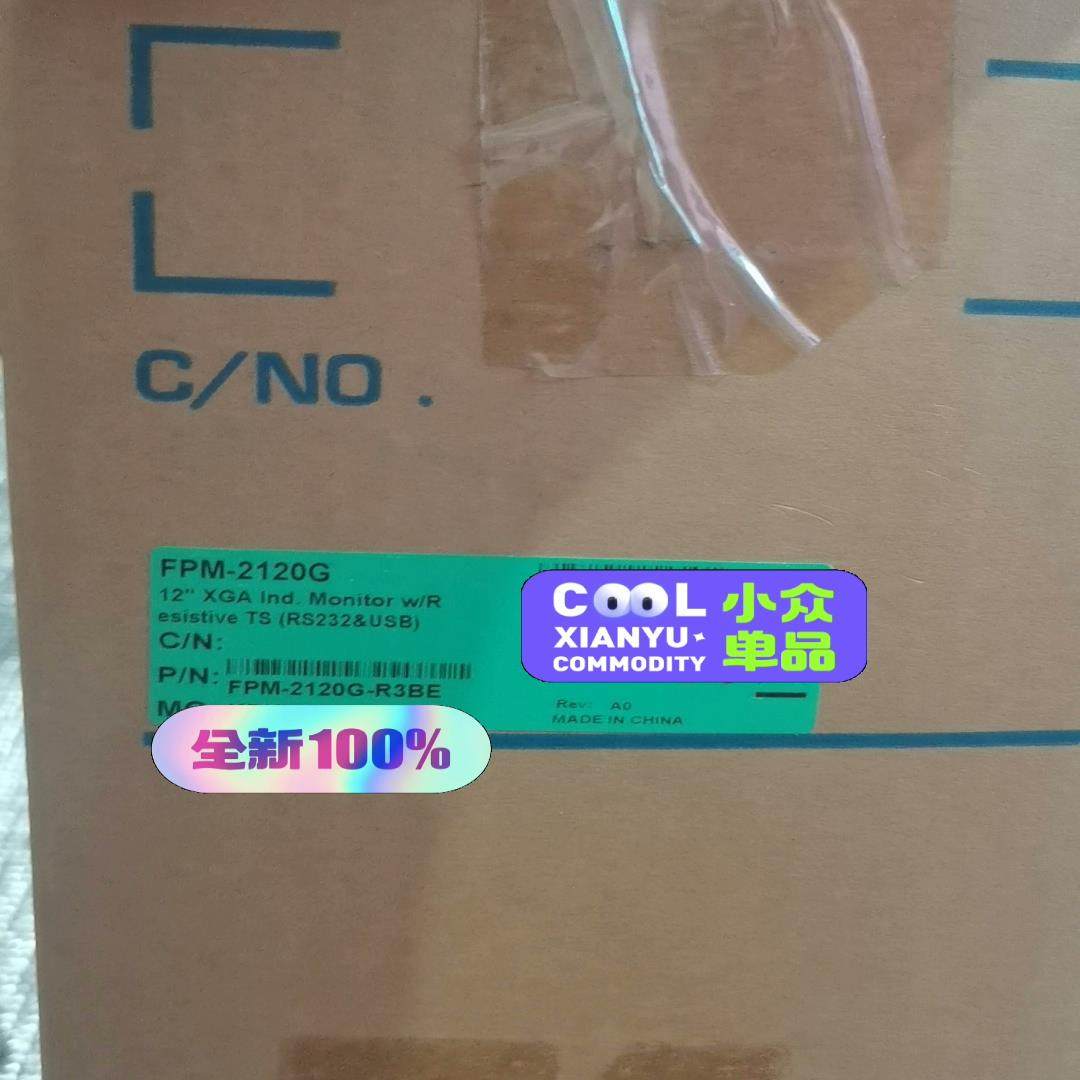 C/NO.
FPM-2120G
12" XGA Ind. Monitor w/R
esistive TS (RS232&USB)
C/N:
P/N:
FPM-2120G-R3BE
Rev: A0
MADE IN CHINA
COOL 小众
XIANYU
COMMODITY 单品
全新100%